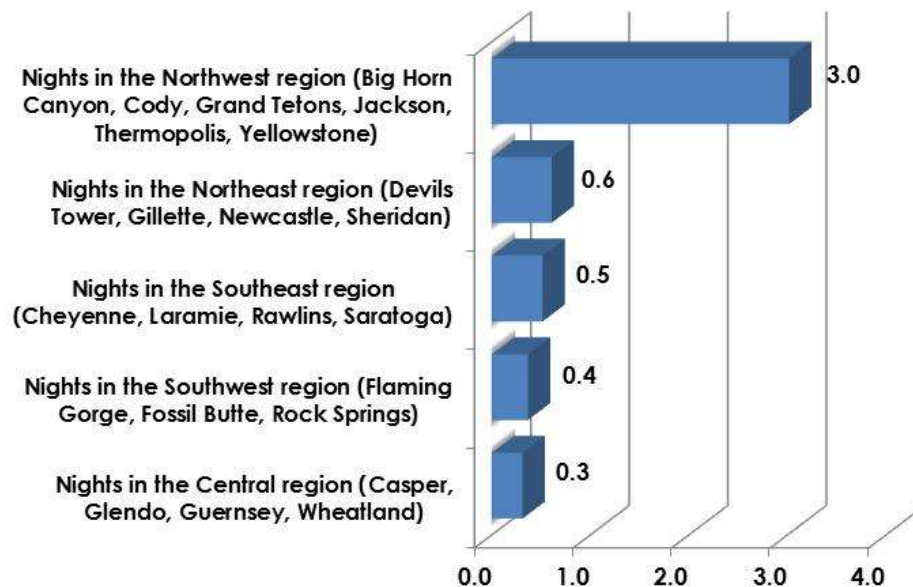 Nights in the Northwest region (Big Horn
Canyon, Cody, Grand Tetons, Jackson,
Thermopolis, Yellowstone)
3.0
Nights in the Northeast region (Devils
Tower, Gillette, Newcastle, Sheridan)
0.6
Nights in the Southeast region
(Cheyenne, Laramie, Rawlins, Saratoga)
0.5
Nights in the Southwest region (Flaming
Gorge, Fossil Butte, Rock Springs)
0.4
Nights in the Central region (Casper,
Glendo, Guernsey, Wheatland)
0.3
0.0 1.0 2.0 3.0 4.0